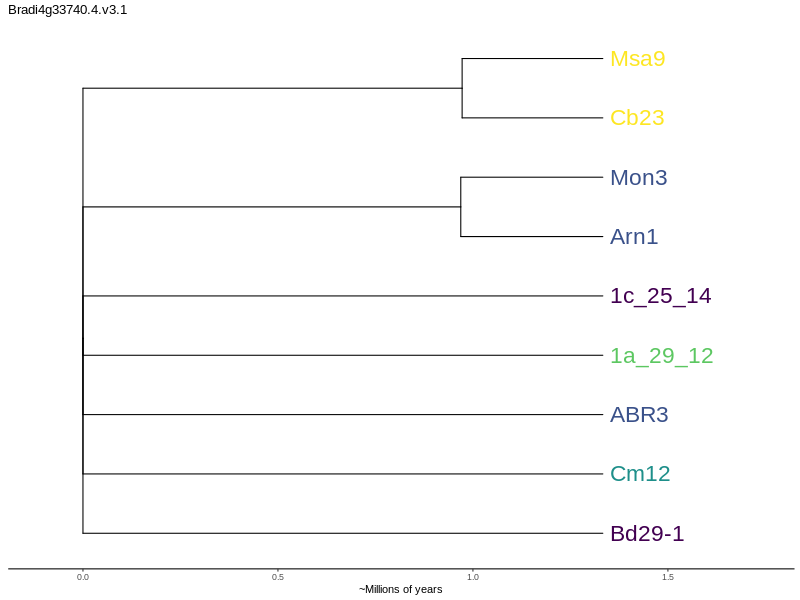 Bradi4g33740.4.v3.1
Msa9
Cb23
Mon3
Arn1
1c_25_14
1a_29_12
ABR3
Cm12
Bd29-1
0.0 0.5 1.0 1.5
~Millions of years